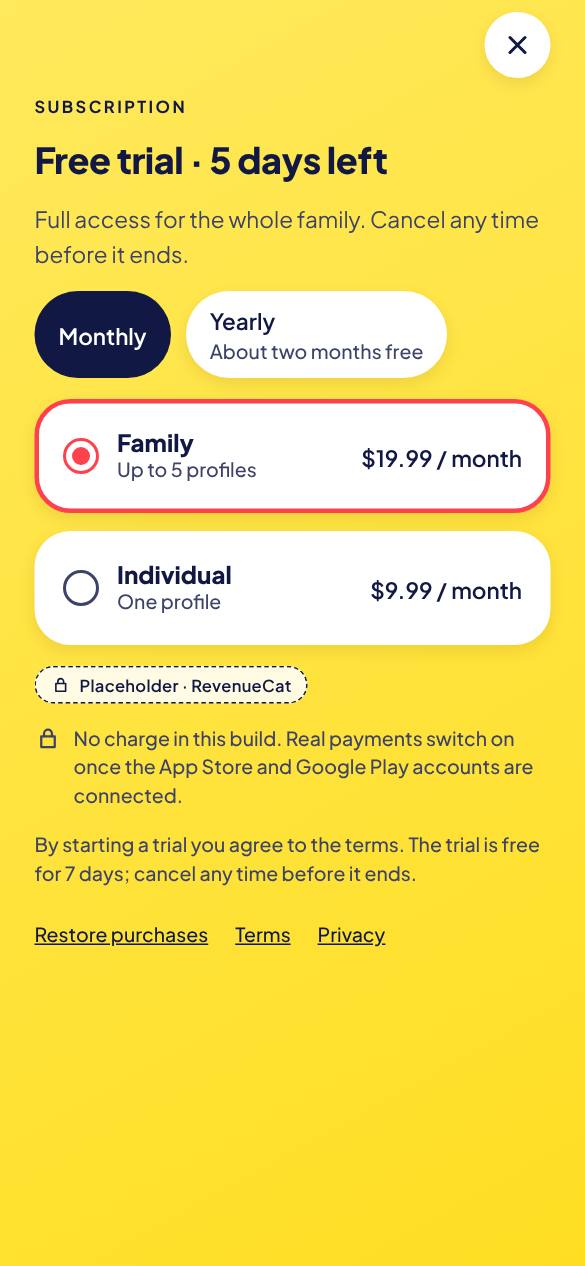 SUBSCRIPTION
Free trial · 5 days left
Full access for the whole family. Cancel any time
before it ends.
Monthly
Yearly
About two months free
Family
Up to 5 profiles
$19.99 / month
Individual
One profile
$9.99 / month
Placeholder · RevenueCat
No charge in this build. Real payments switch on
once the App Store and Google Play accounts are
connected.
By starting a trial you agree to the terms. The trial is free
for 7 days; cancel any time before it ends.
Restore purchases Terms Privacy